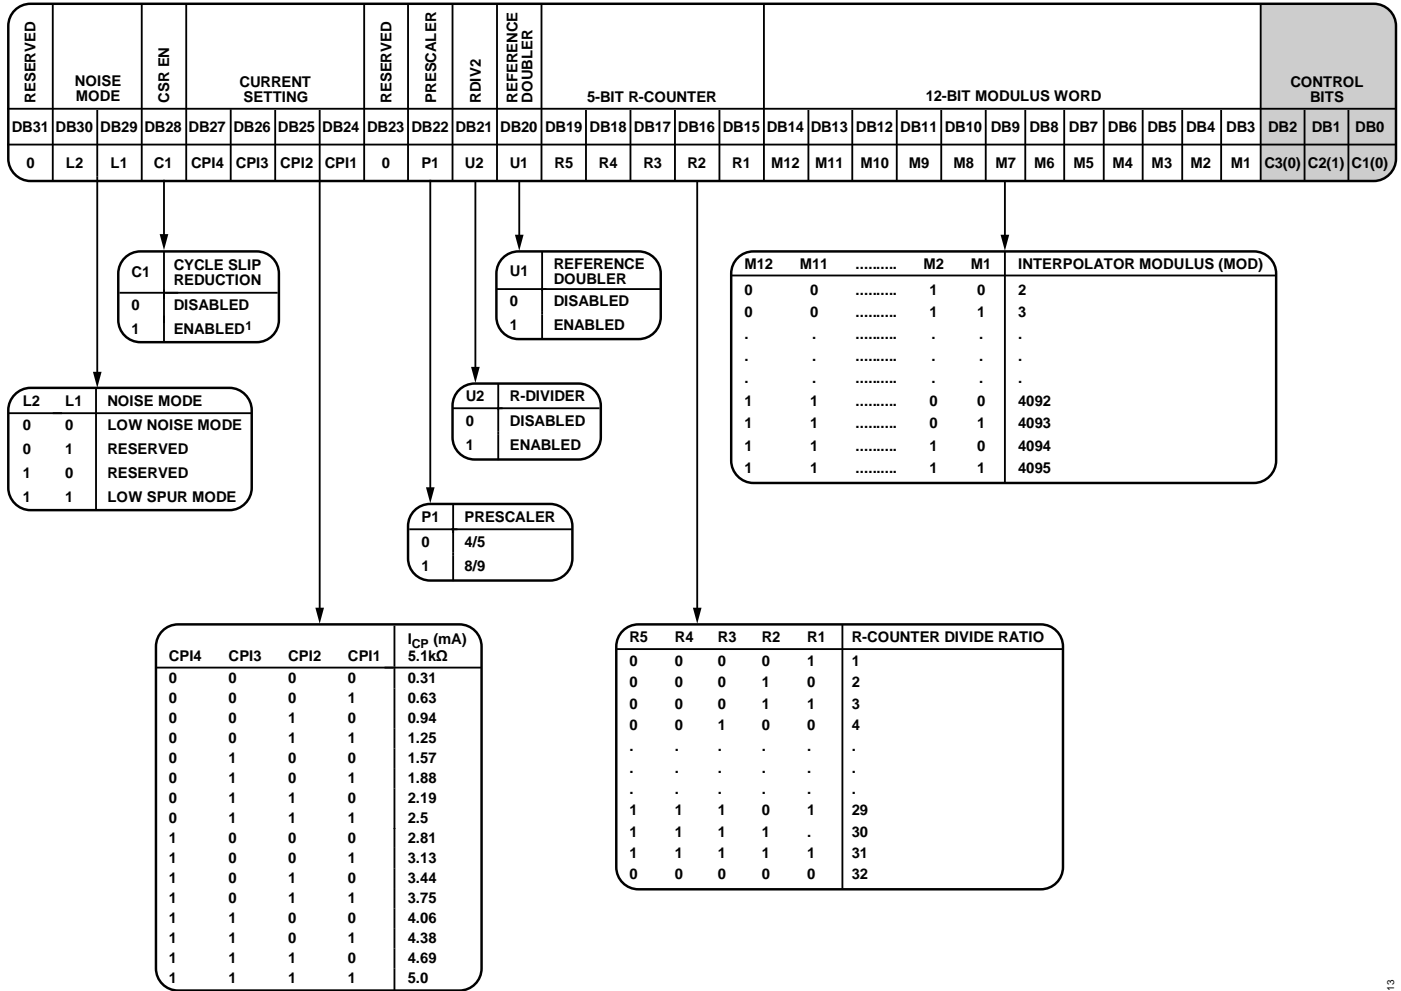 RESERVED
NOISE MODE
CSR EN
CURRENT SETTING
RESERVED
PRESCALER
RDIV2
REFERENCE DOUBLER
5-BIT R-COUNTER
12-BIT MODULUS WORD
CONTROL BITS
DB31 DB30 DB29 DB28 DB27 DB26 DB25 DB24 DB23 DB22 DB21 DB20 DB19 DB18 DB17 DB16 DB15 DB14 DB13 DB12 DB11 DB10 DB9 DB8 DB7 DB6 DB5 DB4 DB3 DB2 DB1 DB0
0 L2 L1 C1 CPI4 CPI3 CPI2 CPI1 0 P1 U2 U1 R5 R4 R3 R2 R1 M12 M11 M10 M9 M8 M7 M6 M5 M4 M3 M2 M1 C3(0) C2(1) C1(0)
C1 CYCLE SLIP REDUCTION
0 DISABLED
1 ENABLED1
U1 REFERENCE DOUBLER
0 DISABLED
1 ENABLED
M12 M11 .......... M2 M1 INTERPOLATOR MODULUS (MOD)
0 0 .......... 1 0 2
0 0 .......... 1 1 3
. . .......... . . .
. . .......... . . .
. . .......... . . .
1 1 .......... 0 0 4092
1 1 .......... 0 1 4093
1 1 .......... 1 0 4094
1 1 .......... 1 1 4095
L2 L1 NOISE MODE
0 0 LOW NOISE MODE
0 1 RESERVED
1 0 RESERVED
1 1 LOW SPUR MODE
U2 R-DIVIDER
0 DISABLED
1 ENABLED
P1 PRESCALER
0 4/5
1 8/9
CPI4 CPI3 CPI2 CPI1 ICP (mA) 5.1kΩ
0 0 0 0 0.31
0 0 0 1 0.63
0 0 1 0 0.94
0 0 1 1 1.25
0 1 0 0 1.57
0 1 0 1 1.88
0 1 1 0 2.19
0 1 1 1 2.5
1 0 0 0 2.81
1 0 0 1 3.13
1 0 1 0 3.44
1 0 1 1 3.75
1 1 0 0 4.06
1 1 0 1 4.38
1 1 1 0 4.69
1 1 1 1 5.0
R5 R4 R3 R2 R1 R-COUNTER DIVIDE RATIO
0 0 0 0 1 1
0 0 0 1 0 2
0 0 0 1 1 3
0 0 1 0 0 4
. . . . . .
. . . . . .
. . . . . .
1 1 1 0 1 29
1 1 1 1 . 30
1 1 1 1 1 31
0 0 0 0 0 32
13